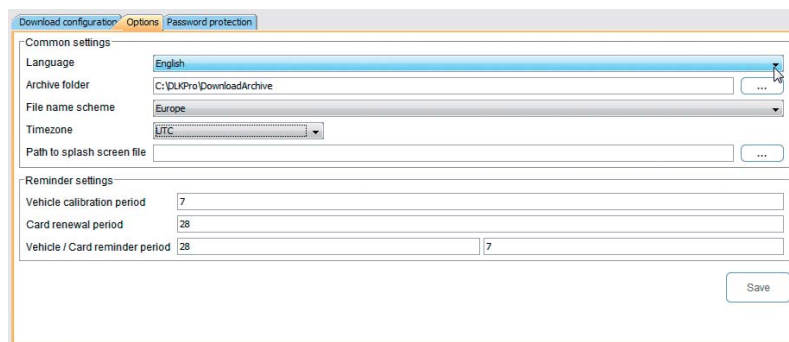 Download configuration Options Password protection
Common settings
Language English
Archive folder C:\DLKPro\DownloadArchive ...
File name scheme Europe
Timezone UTC
Path to splash screen file ...
Reminder settings
Vehicle calibration period 7
Card renewal period 28
Vehicle / Card reminder period 28 7
Save